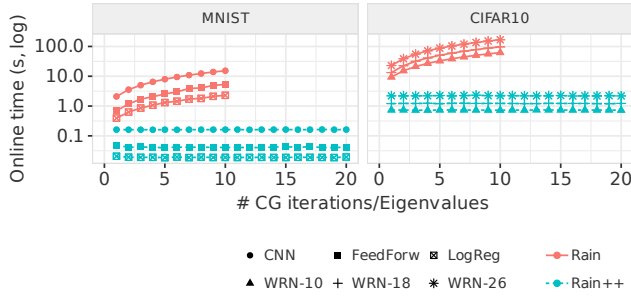 MNIST CIFAR10
Online time (s, log)
100.0
10.0
1.0
0.1
0 5 10 15 20 0 5 10 15 20
# CG iterations/Eigenvalues
CNN FeedForw LogReg Rain
WRN-10 WRN-18 WRN-26 Rain++